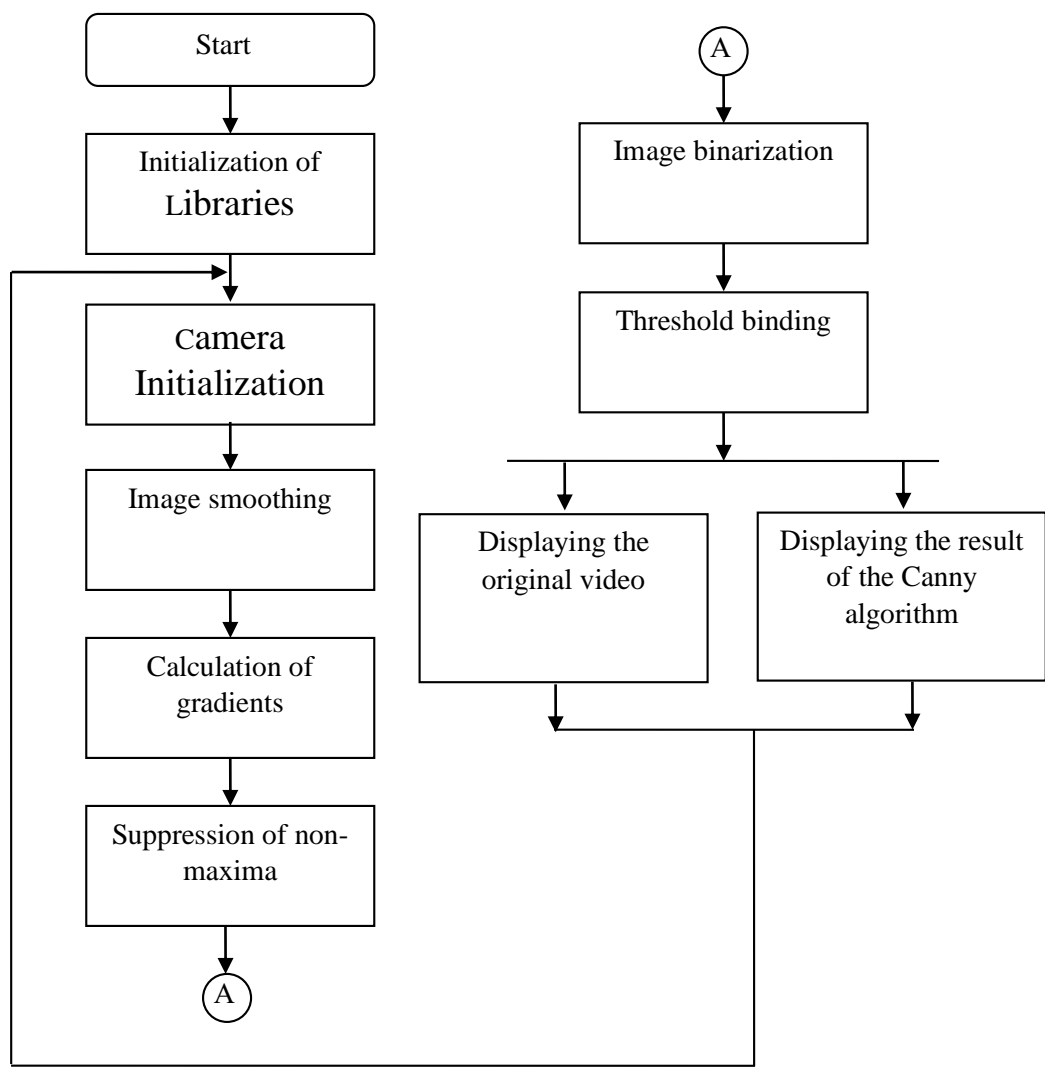 Start
Initialization of
Libraries
Camera
Initialization
Image smoothing
Calculation of
gradients
Suppression of non-
maxima
A
A
Image binarization
Threshold binding
Displaying the
original video
Displaying the result
of the Canny
algorithm